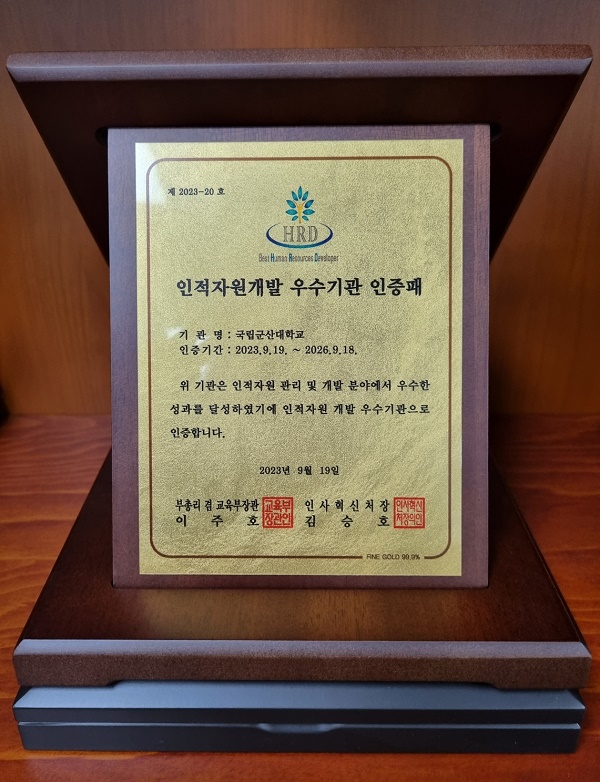 제 2023-20 호
HRD
Best Human Resources Developer
인적자원개발 우수기관 인증패
기 관 명 : 국립군산대학교
인증기간 : 2023.9.19. ~ 2026.9.18.
위 기관은 인적자원 관리 및 개발 분야에서 우수한
성과를 달성하였기에 인적자원 개발 우수기관으로
인증합니다.
2023년 9월 19일
부총리 겸 교육부장관 인사혁신처장
이 주 호 김 승 호
교육부
장관인
인사혁신
처장의인
FINE GOLD 99.9%